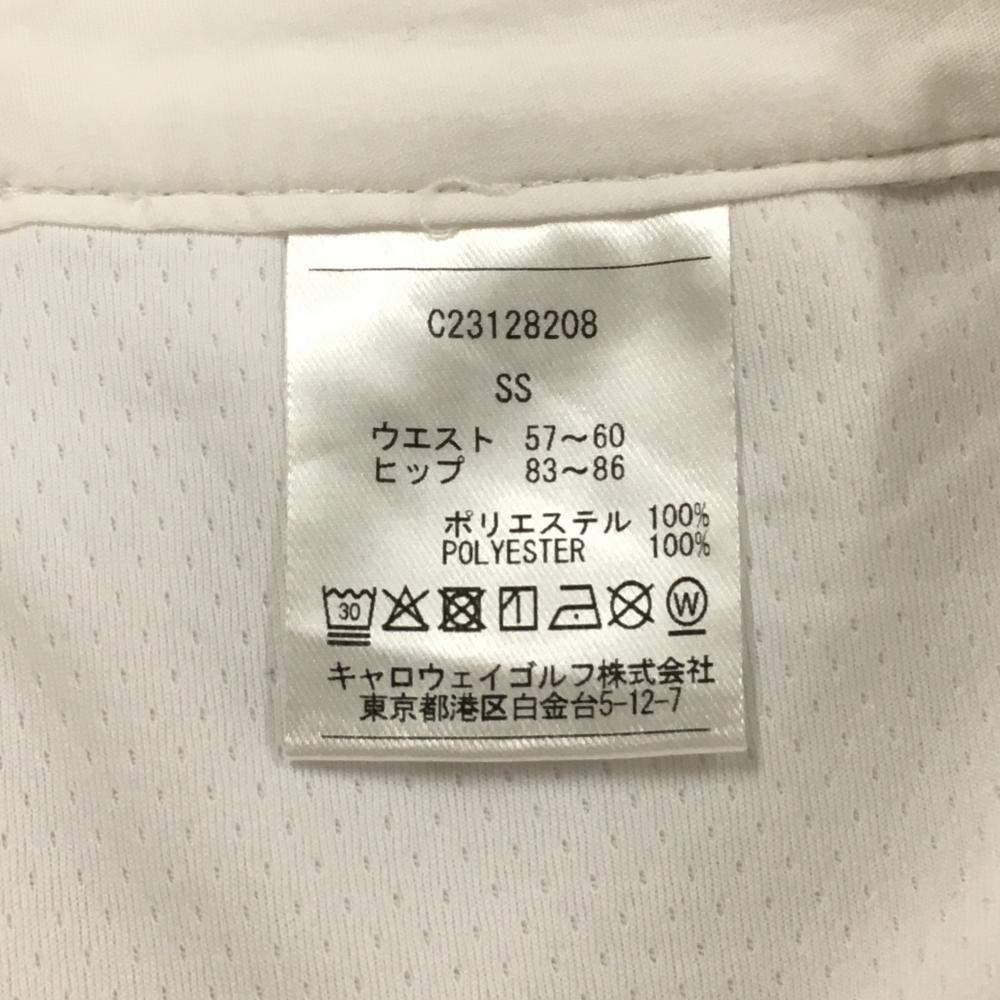 C23128208
SS
ウエスト 57～60
ヒップ 83～86
ポリエステル 100%
POLYESTER 100%
30 W
キャロウェイゴルフ株式会社
東京都港区白金台5-12-7